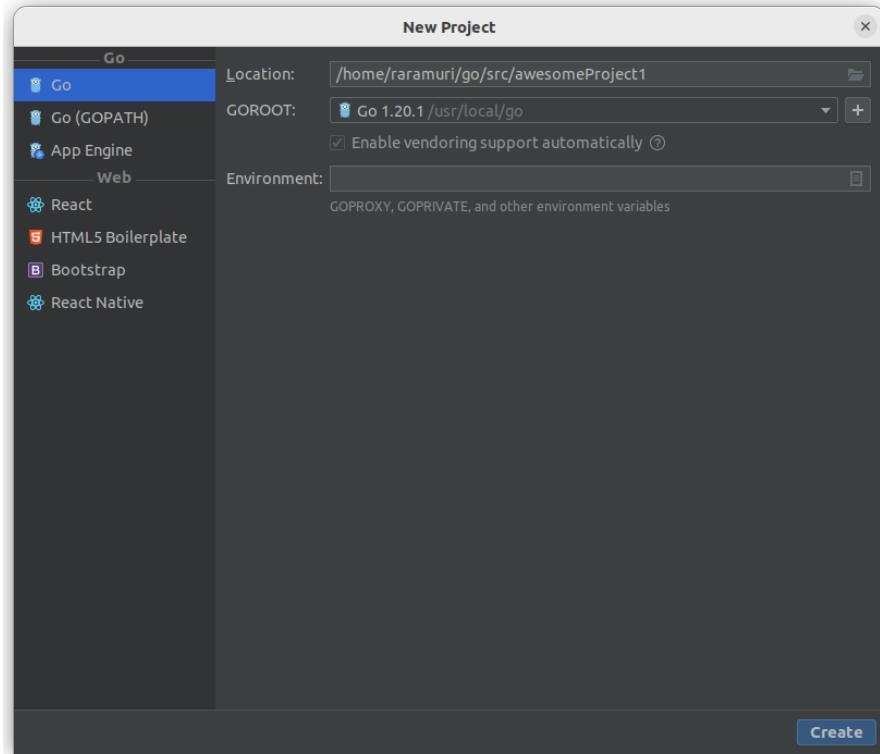 New Project
Go
Go
Go (GOPATH)
App Engine
Web
React
HTML5 Boilerplate
Bootstrap
React Native
Location: /home/raramuri/go/src/awesomeProject1
GOROOT: Go 1.20.1 /usr/local/go
Enable vendoring support automatically
Environment:
GOPROXY, GOPRIVATE, and other environment variables
Create